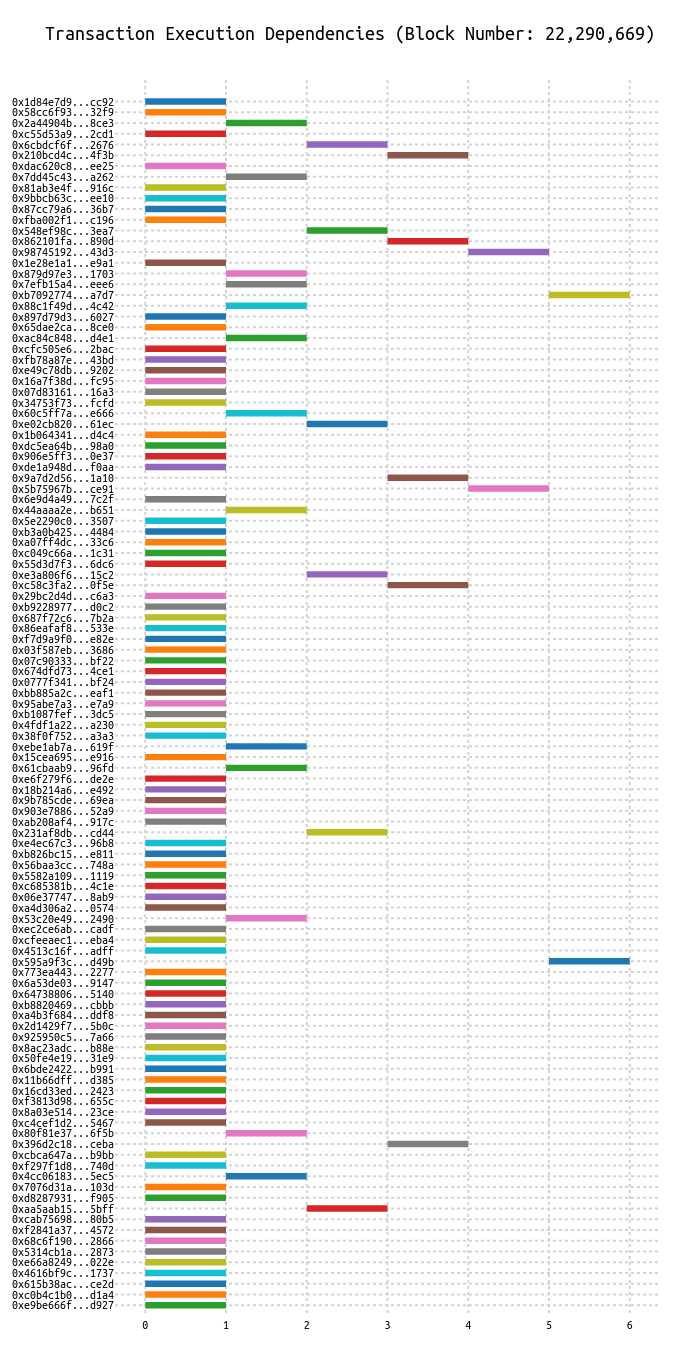 Transaction Execution Dependencies (Block Number: 22,290,669)
0x1d84e7d9...cc92
0x58cc6f93...32f9
0x2a44904b...8ce3
0xc55d53a9...2cd1
0x6cbdcf6f...2676
0x210bcd4c...4f3b
0xdac620c8...ee25
0x7dd45c43...a262
0x81ab3e4f...916c
0x9bbcb63c...ee10
0x87cc79a6...36b7
0xfba002f1...c196
0x548ef98c...3ea7
0x862101fa...890d
0x98745192...43d3
0x1e28e1a1...e9a1
0x879d97e3...1703
0x7efb15a4...eee6
0xb7092774...a7d7
0x88c1f49d...4c42
0x897d79d3...6027
0x65dae2ca...8ce0
0xac84c848...d4e1
0xcfc505e6...2bac
0xfb78a87e...43bd
0xe49c78db...9202
0x16a7f38d...fc95
0x07d83161...16a3
0x34753f73...fcfd
0x60c5ff7a...e666
0xe02cb820...61ec
0x1b064341...d4c4
0xdc5ea64b...98a0
0x906e5ff3...0e37
0xde1a948d...f0aa
0x9a7d2d56...1a10
0x5b75967b...ce91
0x6e9d4a49...7c2f
0x44aaaa2e...b651
0x5e2290c0...3507
0xb3a0b425...4484
0xa07ff4dc...33c6
0xc049c66a...1c31
0x55d3d7f3...6dc6
0xe3a806f6...15c2
0xc58c3fa2...0f5e
0x29bc2d4d...c6a3
0xb9228977...d0c2
0x687f72c6...7b2a
0x86eafaf8...533e
0xf7d9a9f0...e82e
0x03f587eb...3686
0x07c90333...bf22
0x674dfd73...4ce1
0x0777f341...bf24
0xbb885a2c...eaf1
0x95abe7a3...e7a9
0xb1087fef...3dc5
0x4fdf1a22...a230
0x38f0f752...a3a3
0xebe1ab7a...619f
0x15cea695...e916
0x61cbaab9...96fd
0xe6f279f6...de2e
0x18b214a6...e492
0x9b785cde...69ea
0x903e7886...52a9
0xab208af4...917c
0x231af8db...cd44
0xe4ec67c3...96b8
0xb826bc15...e811
0x56baa3cc...748a
0x5582a109...1119
0xc685381b...4c1e
0x06e37747...8ab9
0xa4d306a2...0574
0x53c20e49...2490
0xec2ce6ab...cadf
0xcfeeaec1...eba4
0x4513c16f...adff
0x595a9f3c...d49b
0x773ea443...2277
0x6a53de03...9147
0x64738806...5140
0xb8820469...cbbb
0xa4b3f684...ddf8
0x2d1429f7...5b0c
0x925950c5...7a66
0x8ac23adc...b88e
0x50fe4e19...31e9
0x6bde2422...b991
0x11b66dff...d385
0x16cd33ed...2423
0xf3813d98...655c
0x8a03e514...23ce
0xc4cef1d2...5467
0x80f81e37...6f5b
0x396d2c18...ceba
0xcbca647a...b9bb
0xf297f1d8...740d
0x4cc06183...5ec5
0x7076d31a...103d
0xd8287931...f905
0xaa5aab15...5bff
0xcab75698...80b5
0xf2841a37...4572
0x68c6f190...2866
0x5314cb1a...2873
0xe66a8249...022e
0x4616bf9c...1737
0x615b38ac...ce2d
0xc0b4c1b0...d1a4
0xe9be666f...d927
0 1 2 3 4 5 6